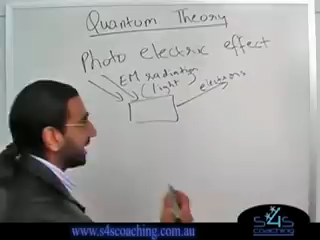 Quantum Theory
Photo electric effect
EM radiation
(light)
electrons
www.s4scoaching.com.au
S4S
COACHING